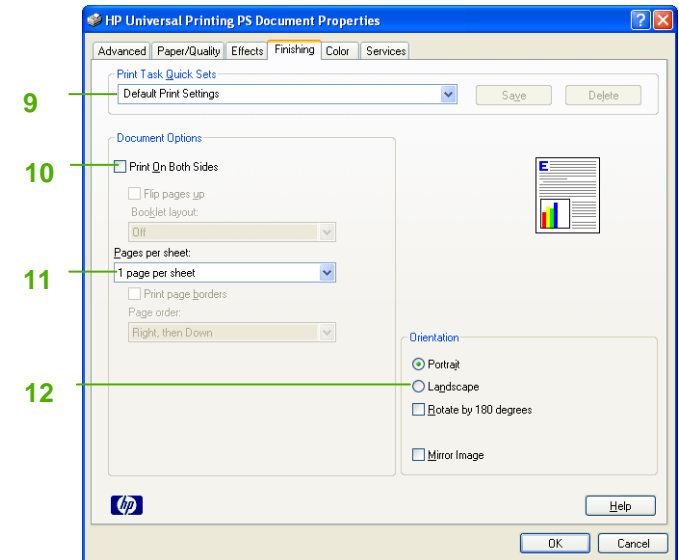 HP Universal Printing PS Document Properties
Advanced Paper/Quality Effects Finishing Color Services
Print Task Quick Sets
9
Default Print Settings
Save Delete
Document Options
10
Print On Both Sides
E
Flip pages up
Booklet layout:
Off
Pages per sheet:
11
1 page per sheet
Print page borders
Page order:
Right, then Down
Orientation
Portrait
12
Landscape
Rotate by 180 degrees
Mirror Image
hp
Help
OK Cancel